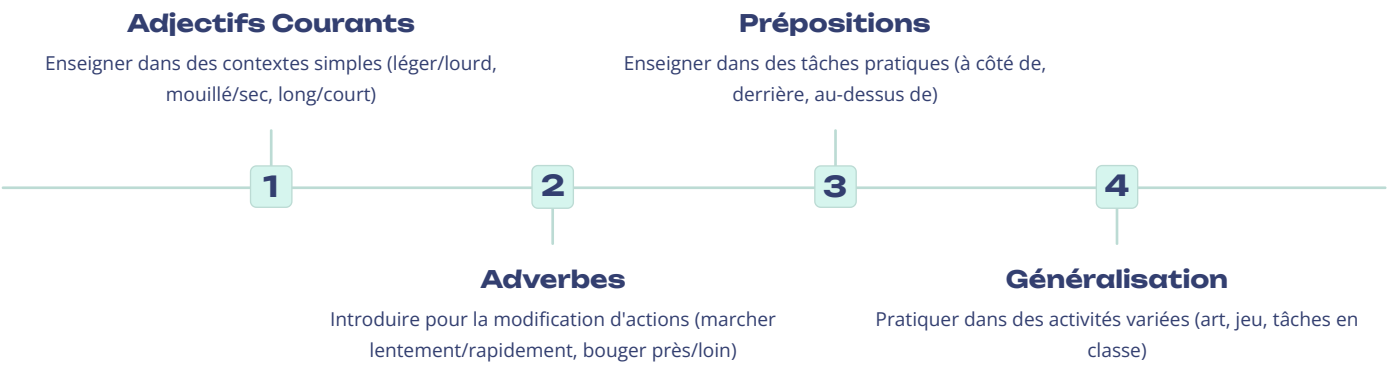 Adjectifs Courants
Enseigner dans des contextes simples (léger/lourd,
mouillé/sec, long/court)
1
Adverbes
Introduire pour la modification d'actions (marcher
lentement/rapidement, bouger près/loin)
2
Prépositions
Enseigner dans des tâches pratiques (à côté de,
derrière, au-dessus de)
3
Généralisation
Pratiquer dans des activités variées (art, jeu, tâches en
classe)
4